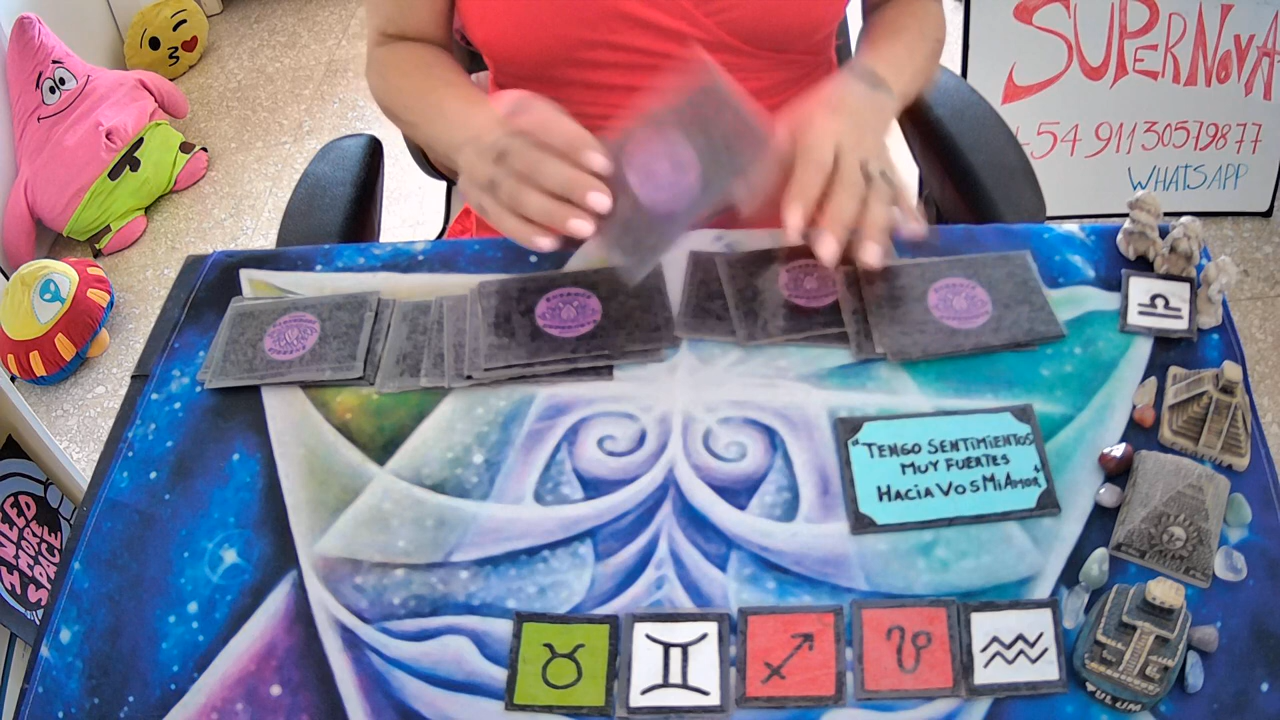 SUPERNOVA
+54 91130579877
WHATSAPP
"TENGO SENTIMIENTOS
MUY FUERTES
HACIA VOS MI AMOR"
I NEED
MORE
SPACE
TULUM